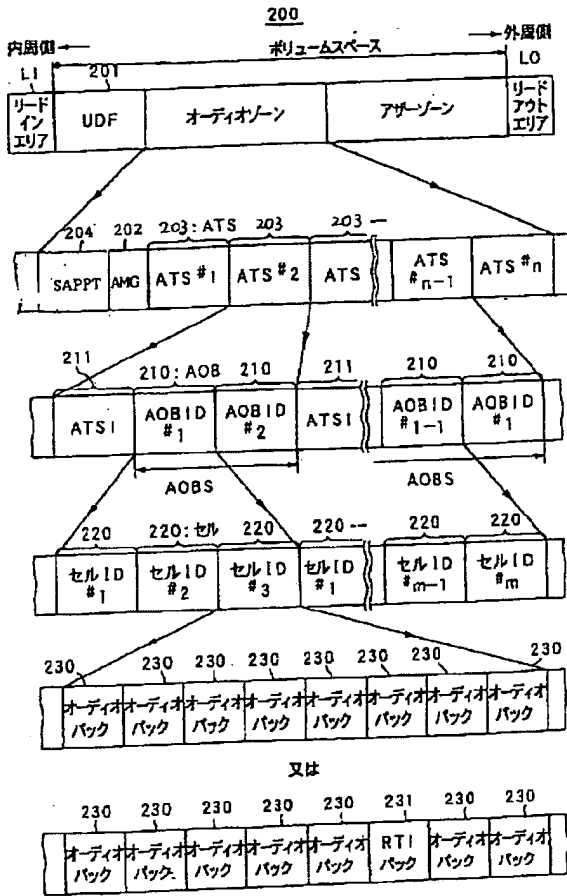 200
内周側 ← ボリュームスペース → 外周側
LI 201 LO
リードインエリア UDF オーディオゾーン アザーゾーン リードアウトエリア
204 202 203:ATS 203 203
SAPPT AMG ATS #1 ATS #2 ATS ATS #n-1 ATS #n
211 210:AOB 210 211 210 210
ATSI AOBID #1 AOBID #2 ATSI AOBID #1-1 AOBID #1
AOBS AOBS
220 220:セル 220 220 220 220
セルID #1 セルID #2 セルID #3 セルID #1 セルID #m-1 セルID #m
230 230 230 230 230 230 230 230
オーディオパック オーディオパック オーディオパック オーディオパック オーディオパック オーディオパック オーディオパック オーディオパック
又は
230 230 230 230 230 231 230 230
オーディオパック オーディオパック オーディオパック オーディオパック オーディオパック RTIパック オーディオパック オーディオパック